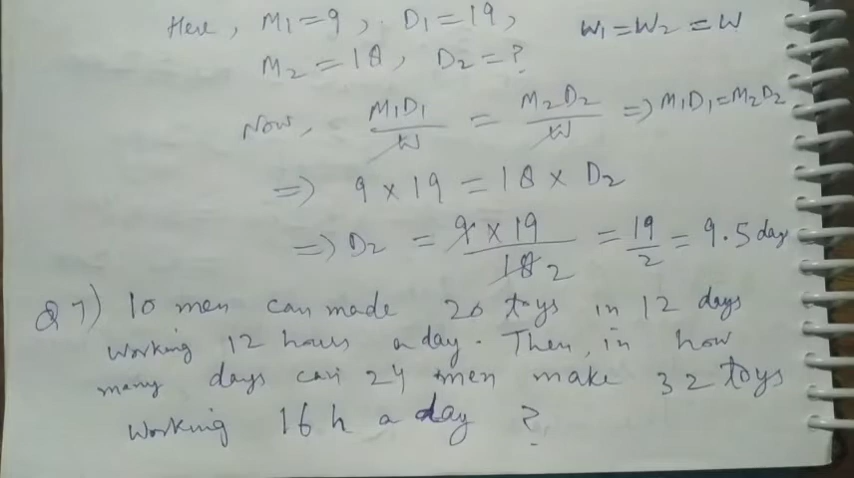 Here, M1=9, D1=19, W1=W2=W
M2=18, D2=?
Now, M1D1/W = M2D2/W => M1D1=M2D2
=> 9 x 19 = 18 x D2
=> D2 = 9 x 19/18 2 = 19/2 = 9.5 day
Q7) 10 men can made 20 toys in 12 days
working 12 hours a day. Then, in how
many days can 24 men make 32 toys
working 16 h a day ?